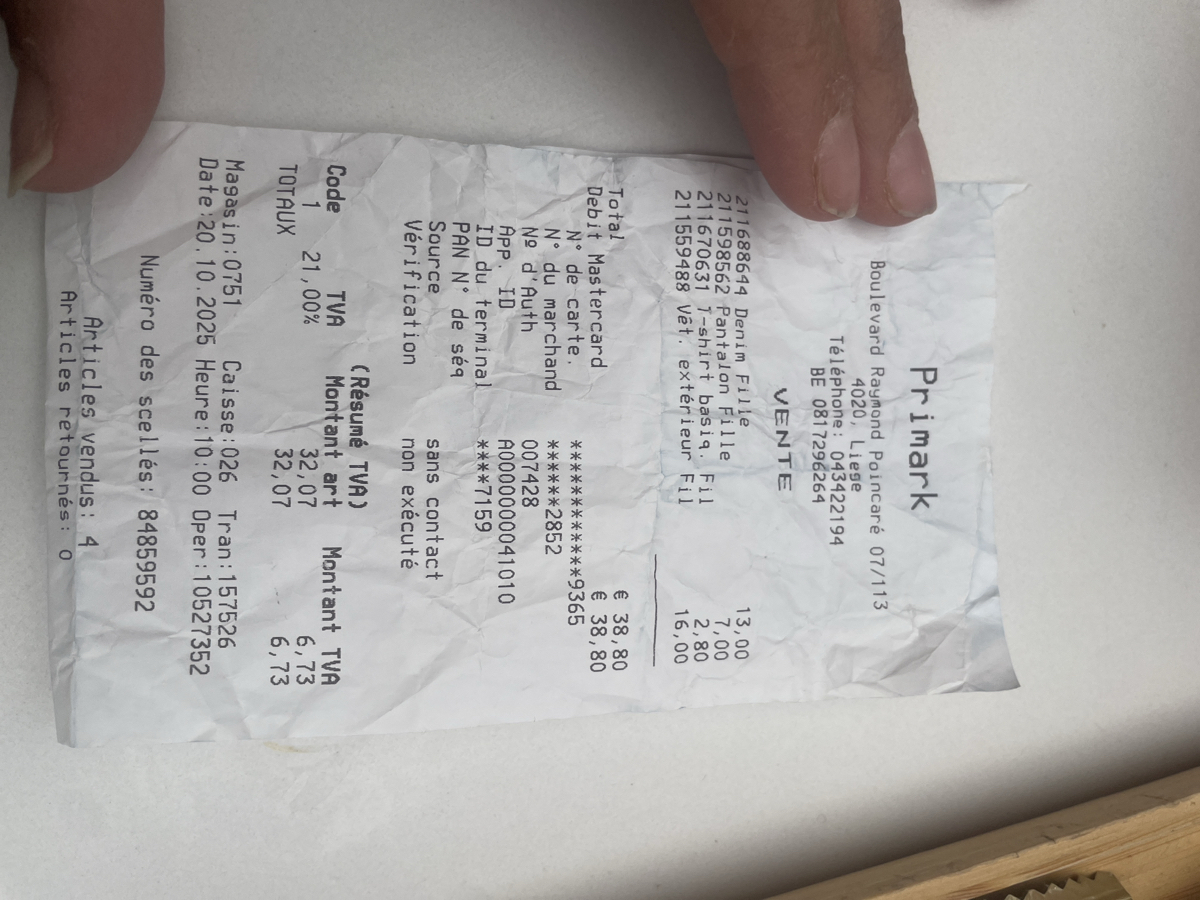 Primark
Boulevard Raymond Poincaré 07/113
4020, Liege
Téléphone: 043422194
BE 0817296264
VENTE
211688644 Denim Fille 13,00
211598562 Pantalon Fille 7,00
211670631 T-shirt basiq. Fil 2,80
211559488 Vêt. extérieur Fil 16,00
Total € 38,80
Debit Mastercard € 38,80
N° de carte. ************9365
N° du marchand ******2852
Nº d'Auth 007428
App. ID A0000000041010
ID du terminal ****7159
PAN N° de séq
Source sans contact
Vérification non exécuté
(Résumé TVA)
Code TVA Montant art Montant TVA
1 21,00% 32,07 6,73
TOTAUX 32,07 6,73
Magasin:0751 Caisse:026 Tran:157526
Date:20.10.2025 Heure:10:00 Oper:10527352
Numéro des scellés: 84859592
Articles vendus: 4
Articles retournés: 0